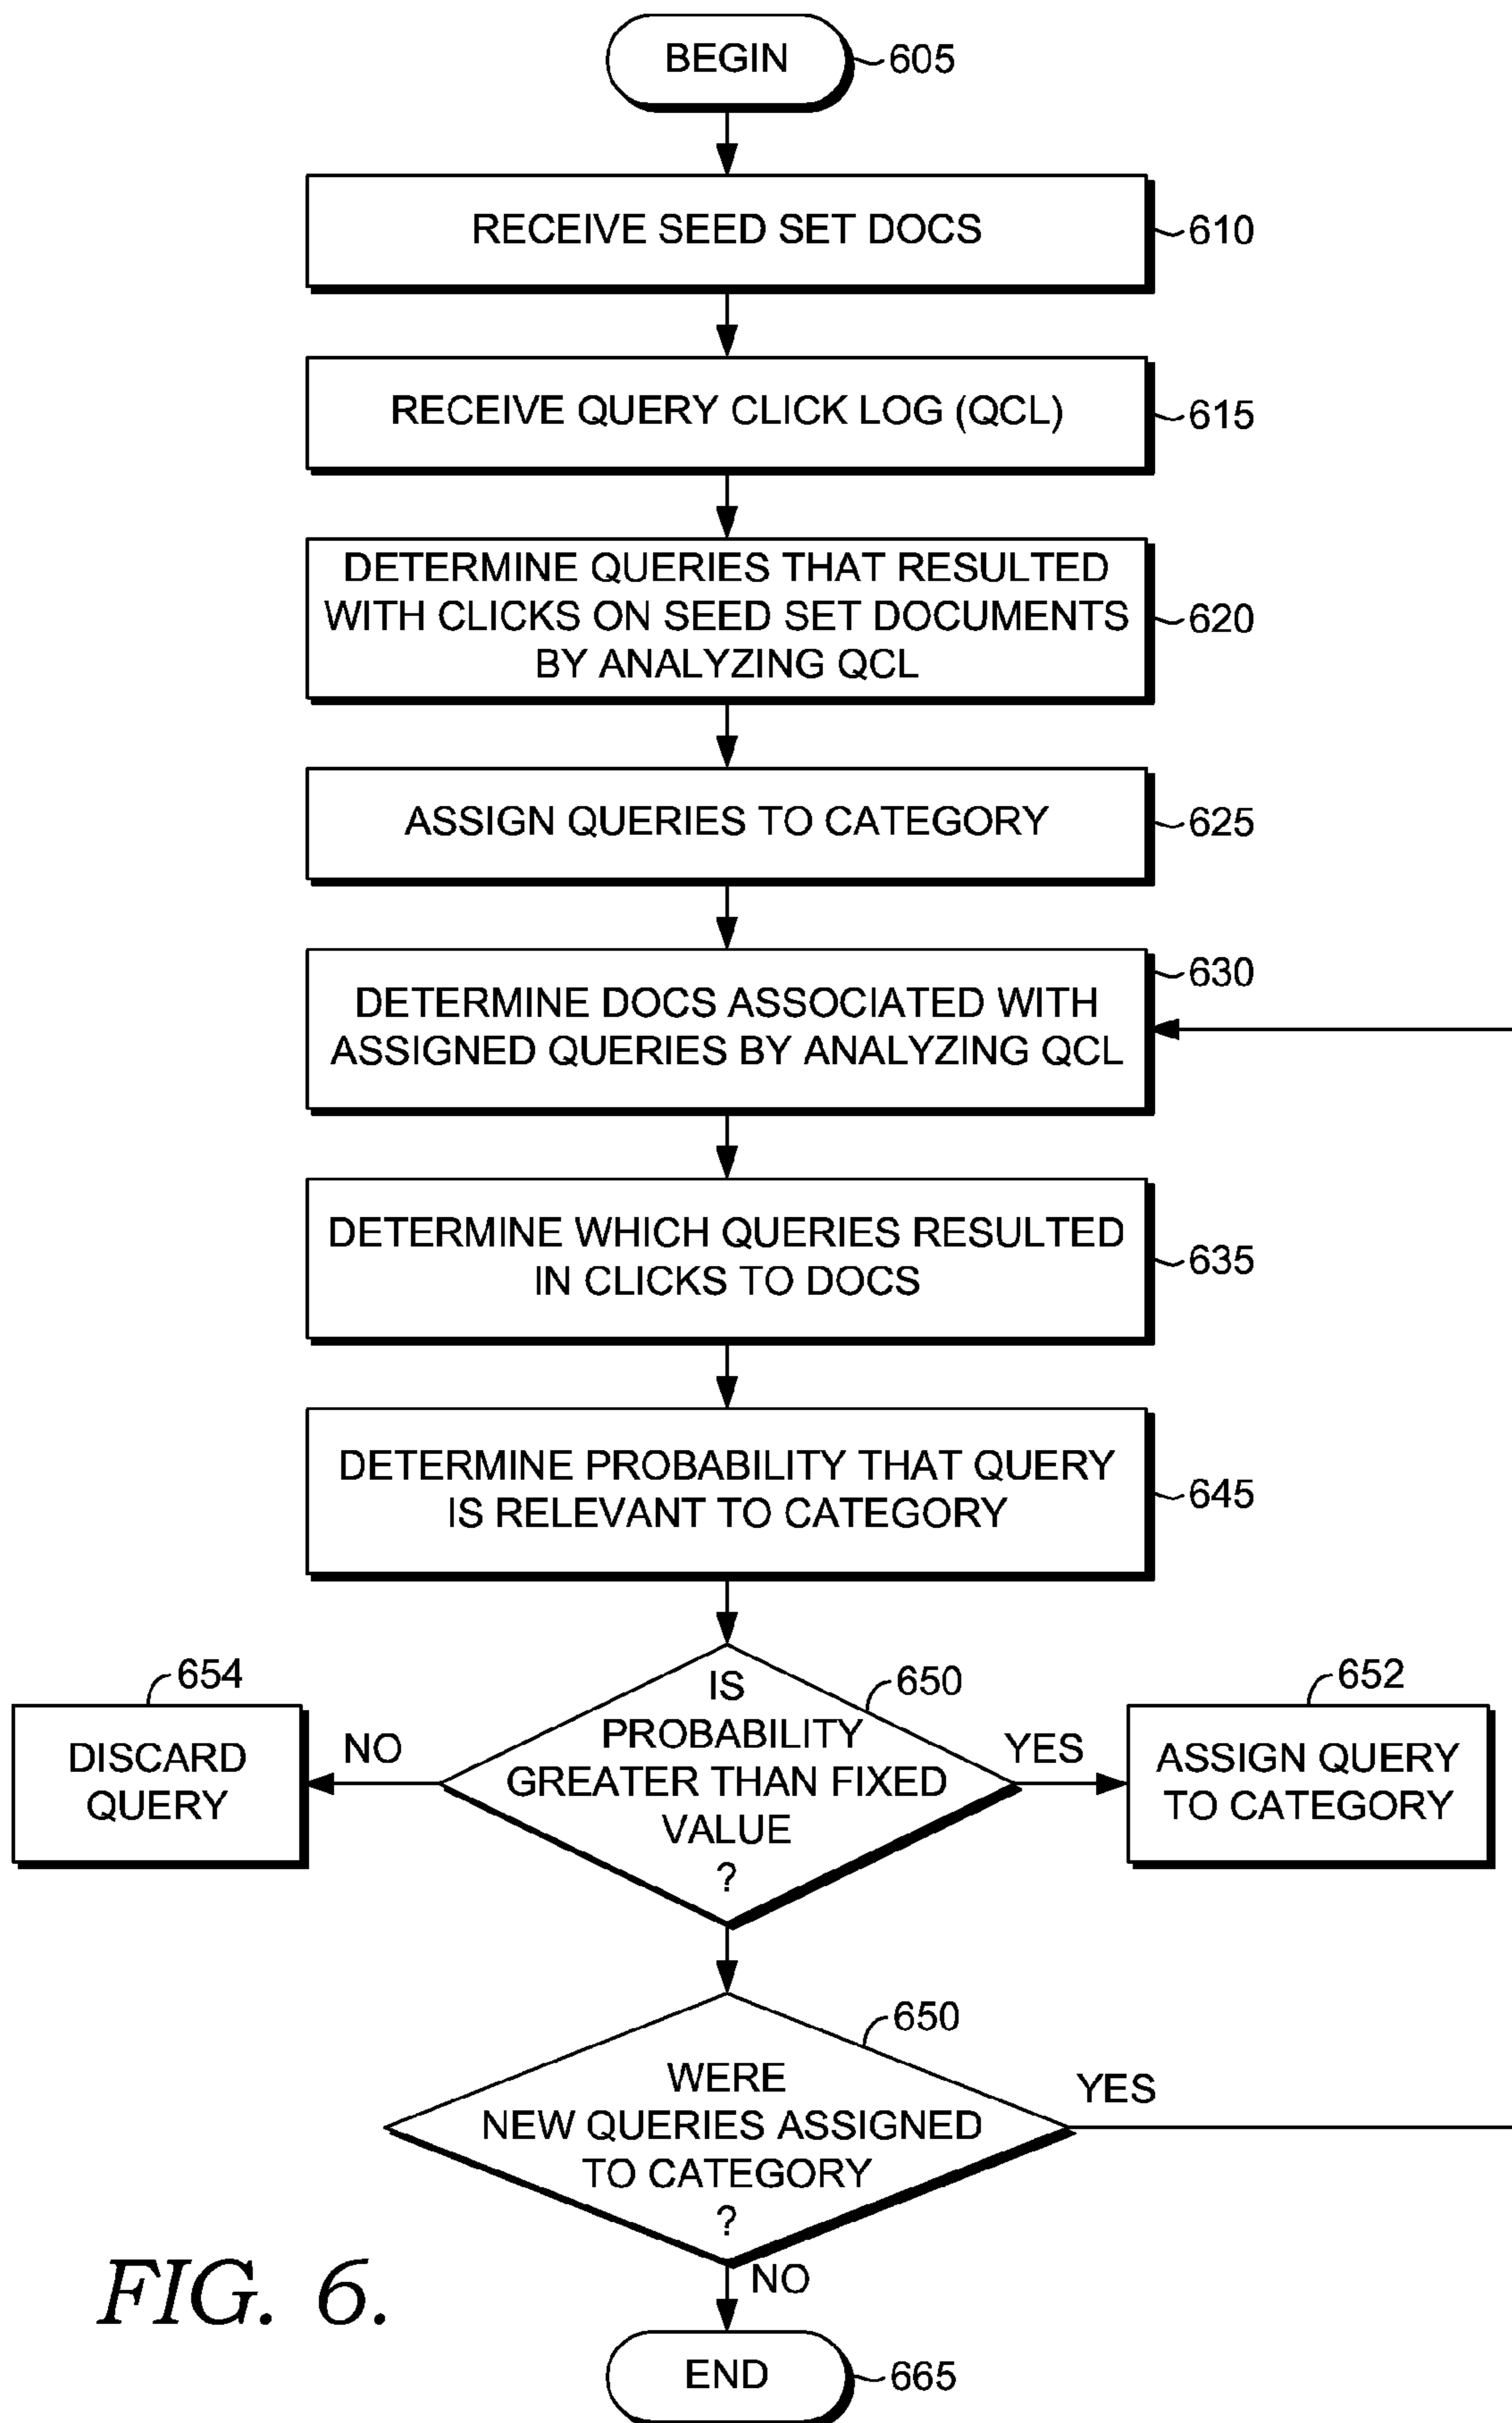 BEGIN
605
RECEIVE SEED SET DOCS
610
RECEIVE QUERY CLICK LOG (QCL)
615
DETERMINE QUERIES THAT RESULTED
WITH CLICKS ON SEED SET DOCUMENTS
BY ANALYZING QCL
620
ASSIGN QUERIES TO CATEGORY
625
DETERMINE DOCS ASSOCIATED WITH
ASSIGNED QUERIES BY ANALYZING QCL
630
DETERMINE WHICH QUERIES RESULTED
IN CLICKS TO DOCS
635
DETERMINE PROBABILITY THAT QUERY
IS RELEVANT TO CATEGORY
645
654
DISCARD
QUERY
NO
IS
PROBABILITY
GREATER THAN FIXED
VALUE
?
650
YES
652
ASSIGN QUERY
TO CATEGORY
WERE
NEW QUERIES ASSIGNED
TO CATEGORY
?
650
YES
NO
END
665
FIG. 6.